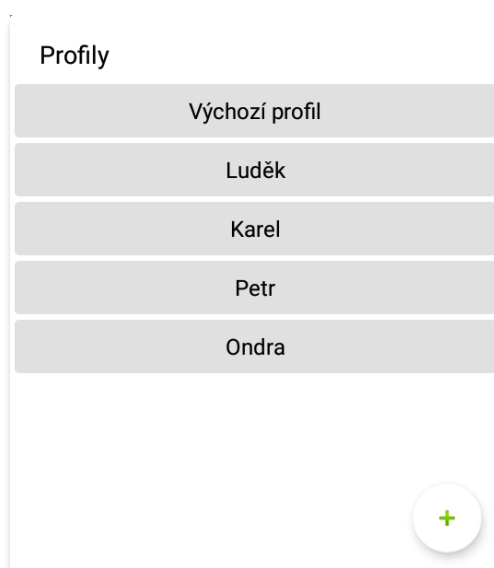 Profily
Výchozí profil
Luděk
Karel
Petr
Ondra
+